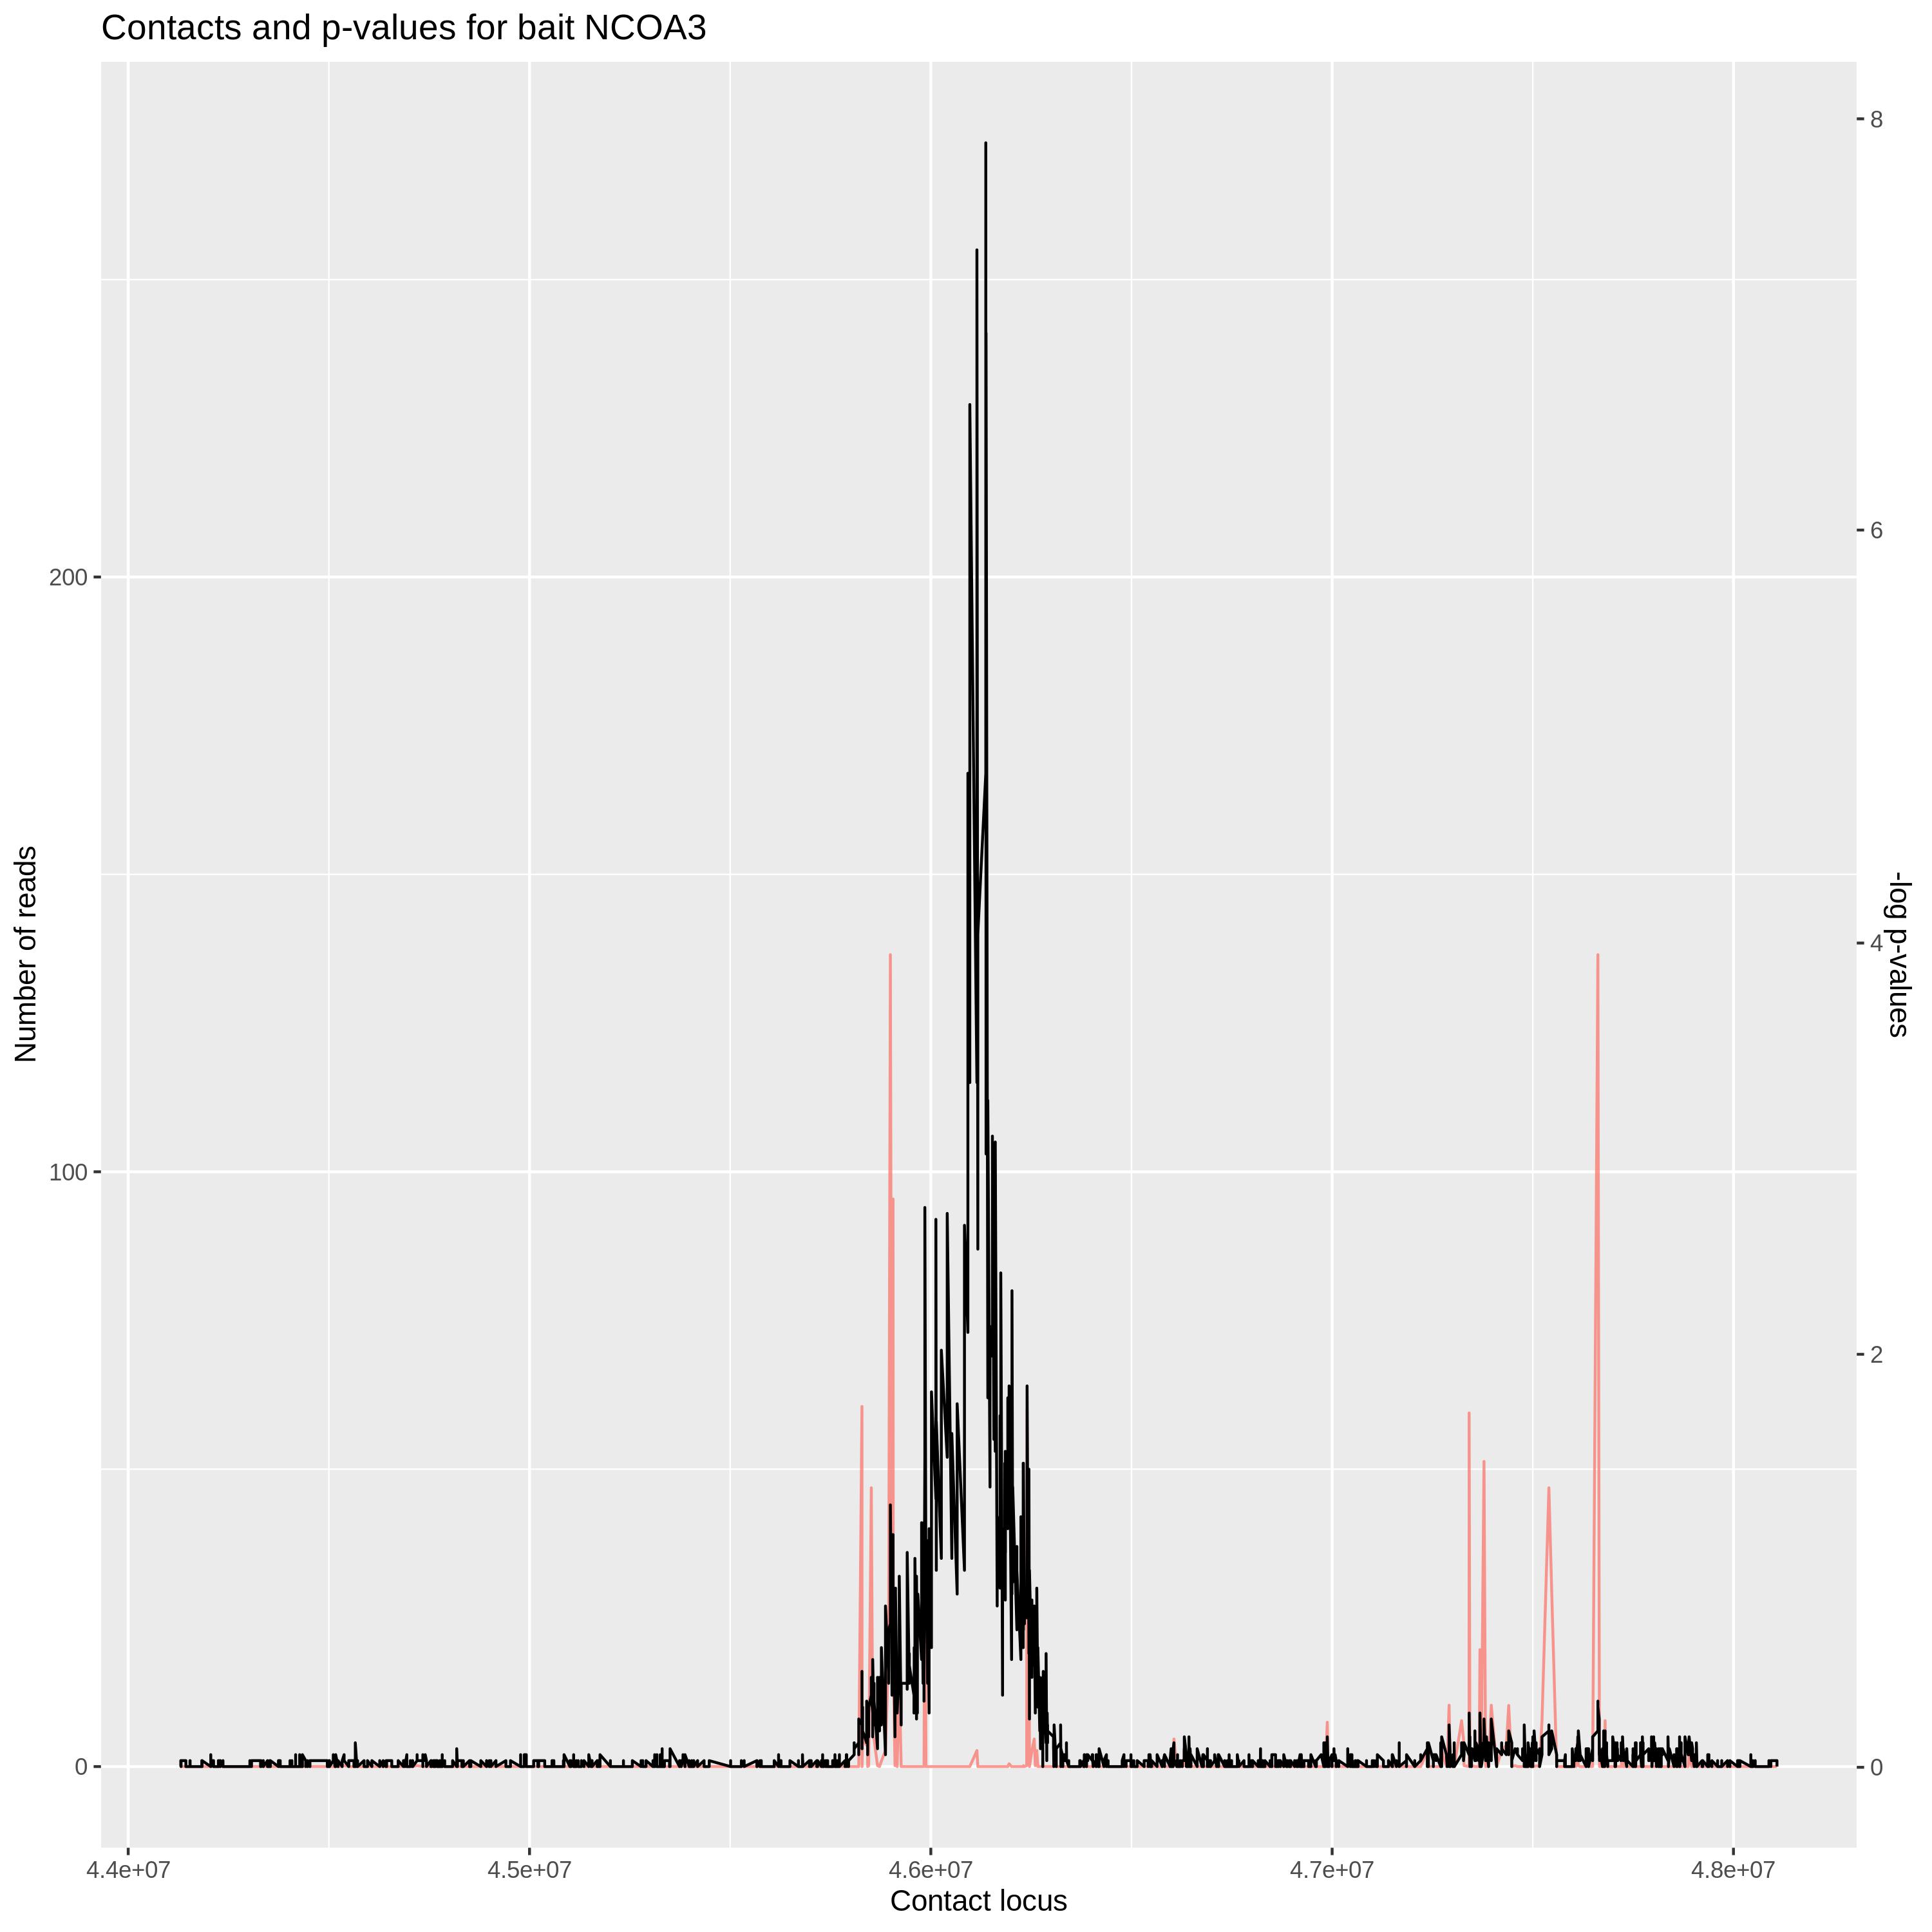 Contacts and p-values for bait NCOA3
Number of reads
200
100
0
8
6
4
2
0
-log p-values
4.4e+07
4.5e+07
4.6e+07
4.7e+07
4.8e+07
Contact locus